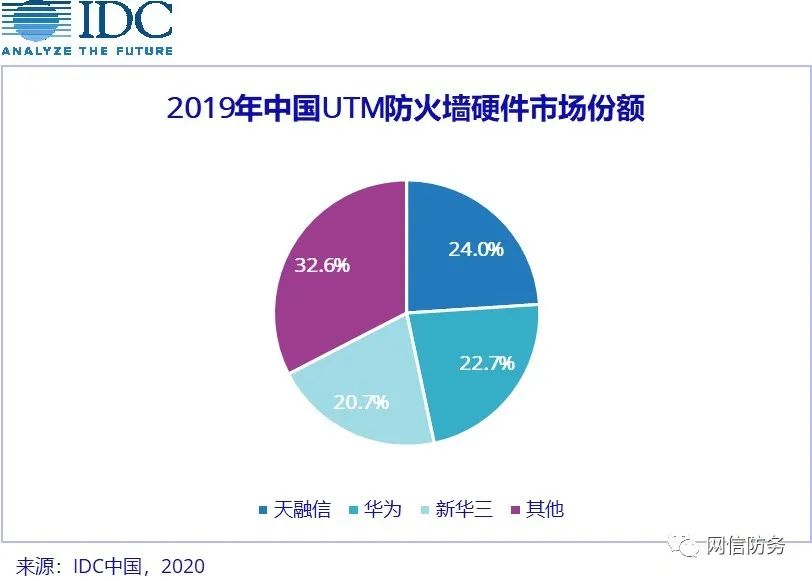 IDC
ANALYZE THE FUTURE
2019年中国UTM防火墙硬件市场份额
24.0%
32.6%
22.7%
20.7%
天融信 华为 新华三 其他
网信防务
来源：IDC中国，2020